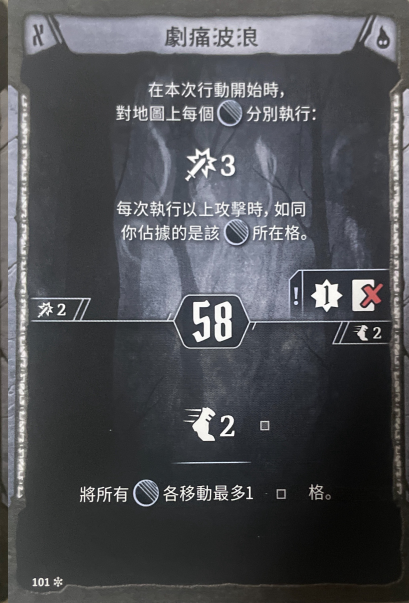 劇痛波浪
在本次行動開始時,
對地圖上每個 分別執行:
3
每次執行以上攻擊時, 如同
你佔據的是該 所在格。
! 1
2
58
2
2
將所有 各移動最多1 格。
101